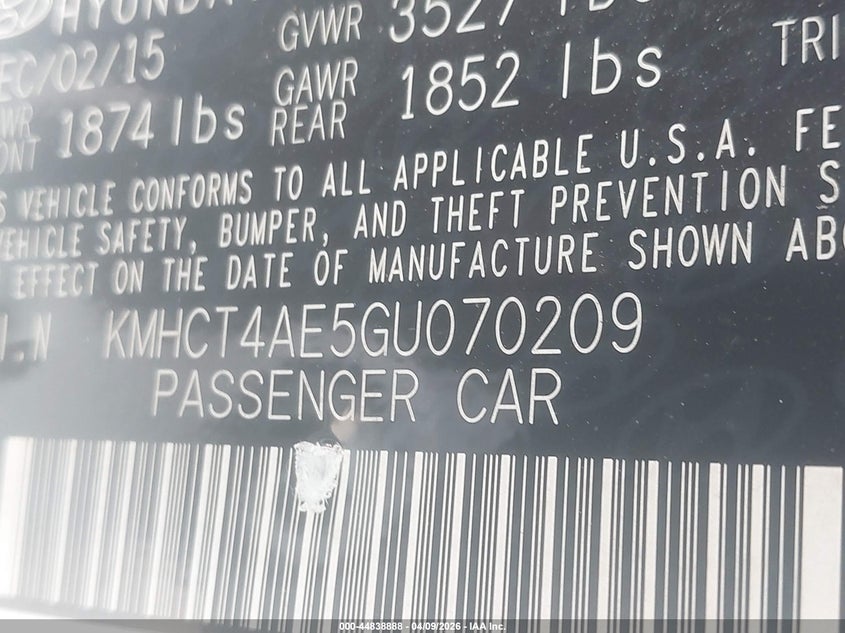 HYUNDAI
GVWR 3527 lbs
EC/02/15
GAWR REAR 1852 lbs
TRI
1874 lbs
VEHICLE CONFORMS TO ALL APPLICABLE U.S.A. FE
VEHICLE SAFETY, BUMPER, AND THEFT PREVENTION S
EFFECT ON THE DATE OF MANUFACTURE SHOWN AB
I.N KMHCT4AE5GU070209
PASSENGER CAR
000-44838888 - 04/09/2026 - IAA Inc.